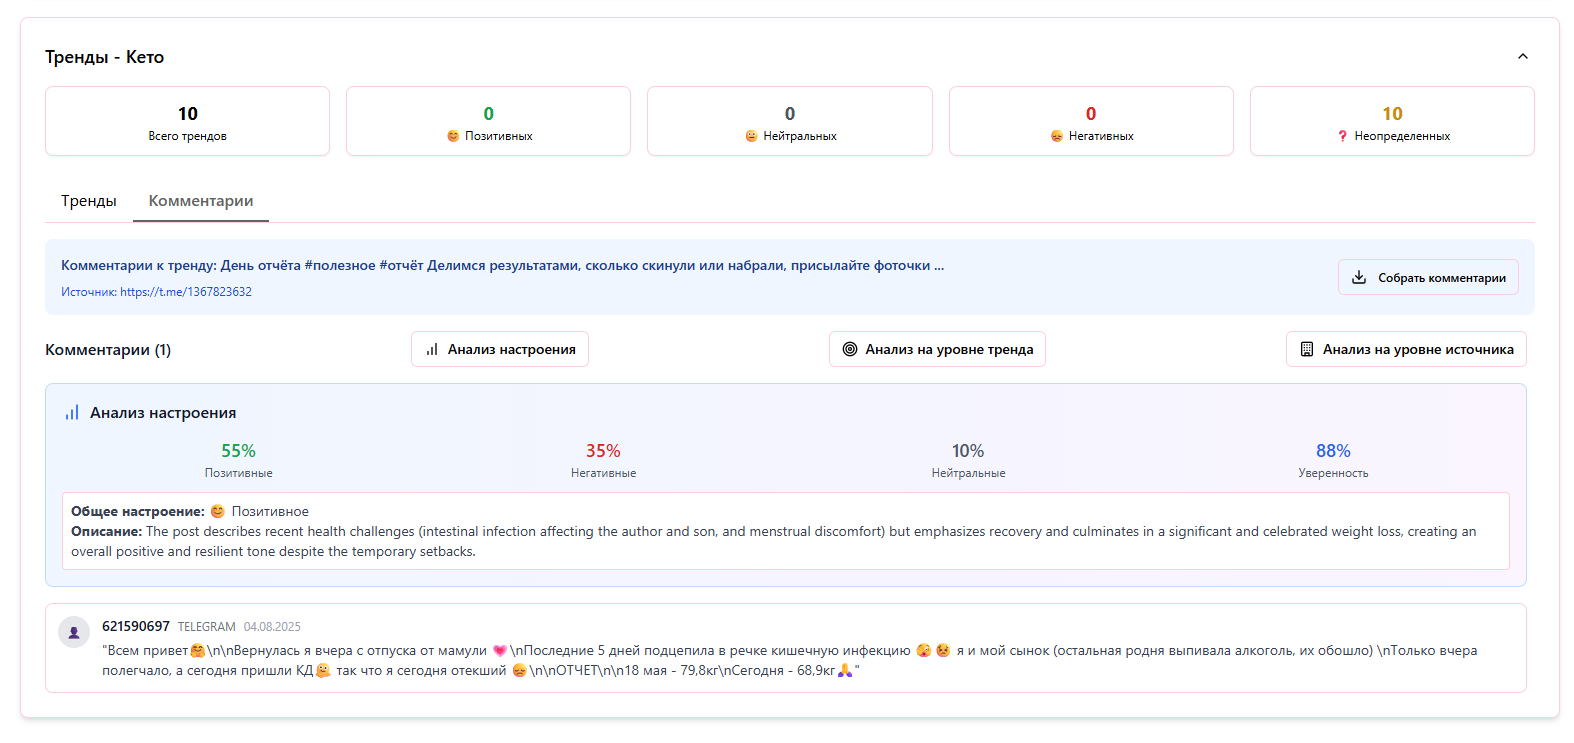 Тренды - Кето
10
Всего трендов
0
😊 Позитивных
0
😐 Нейтральных
0
😞 Негативных
10
❓ Неопределенных
Тренды
Комментарии
Комментарии к тренду: День отчёта #полезное #отчёт Делимся результатами, сколько скинули или набрали, присылайте фоточки ...
Источник: https://t.me/1367823632
Собрать комментарии
Комментарии (1)
Анализ настроения
Анализ на уровне тренда
Анализ на уровне источника
Анализ настроения
55%
Позитивные
35%
Негативные
10%
Нейтральные
88%
Уверенность
Общее настроение: 😊 Позитивное
Описание: The post describes recent health challenges (intestinal infection affecting the author and son, and menstrual discomfort) but emphasizes recovery and culminates in a significant and celebrated weight loss, creating an
overall positive and resilient tone despite the temporary setbacks.
621590697 TELEGRAM 04.08.2025
"Всем привет🤗\n\nВернулась я вчера с отпуска от мамули 💗\nПоследние 5 дней подцепила в речке кишечную инфекцию 🤪😣 я и мой сынок (остальная родня выпивала алкоголь, их обошло) \nТолько вчера
полегчало, а сегодня пришли КД🤗 так что я сегодня отекший 😞\n\nОТЧЕТ\n\n18 мая - 79,8кг\nСегодня - 68,9кг🙏"